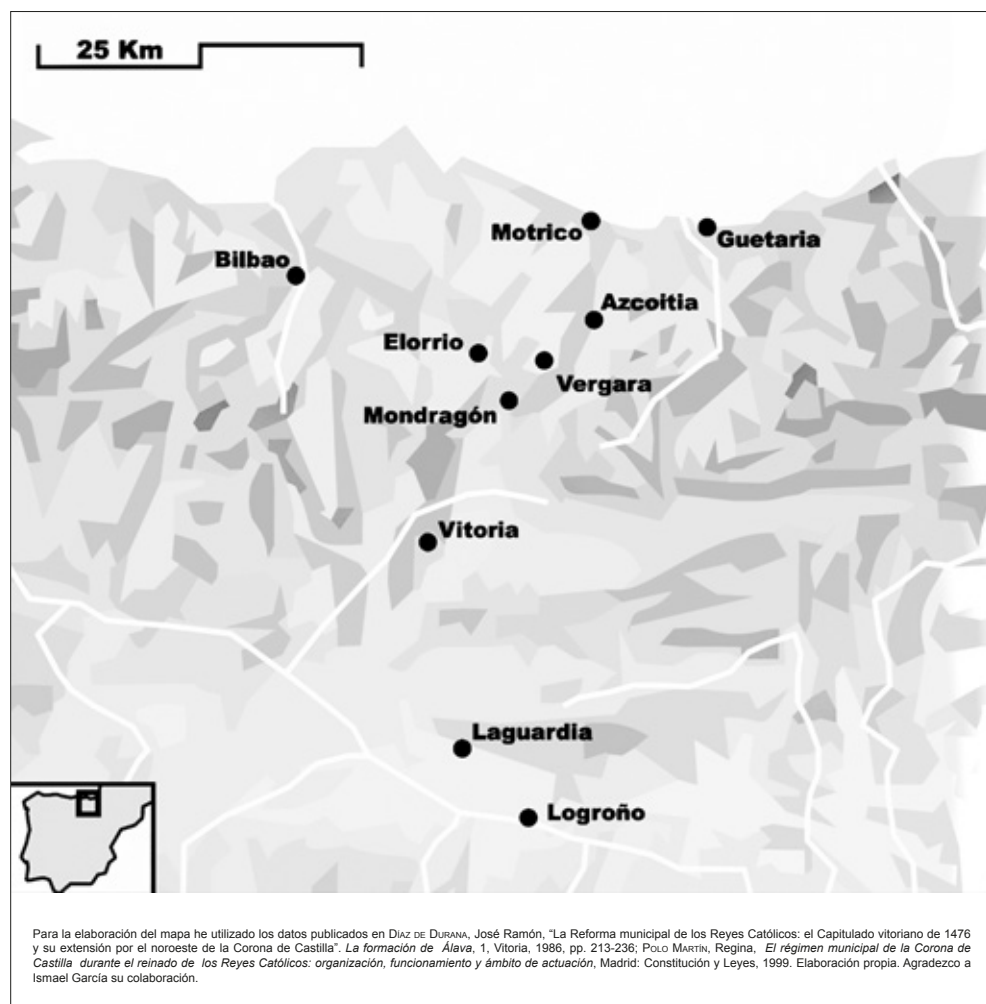 25 Km
Motrico
Guetaria
Bilbao
Azcoitia
Elorrio
Vergara
Mondragón
Vitoria
Laguardia
Logroño
Para la elaboración del mapa he utilizado los datos publicados en DÍAZ DE DURANA, José Ramón, “La Reforma municipal de los Reyes Católicos: el Capitulado vitoriano de 1476
y su extensión por el noroeste de la Corona de Castilla”. La formación de Álava, 1, Vitoria, 1986, pp. 213-236; POLO MARTÍN, Regina, El régimen municipal de la Corona de
Castilla durante el reinado de los Reyes Católicos: organización, funcionamiento y ámbito de actuación, Madrid: Constitución y Leyes, 1999. Elaboración propia. Agradezco a
Ismael García su colaboración.